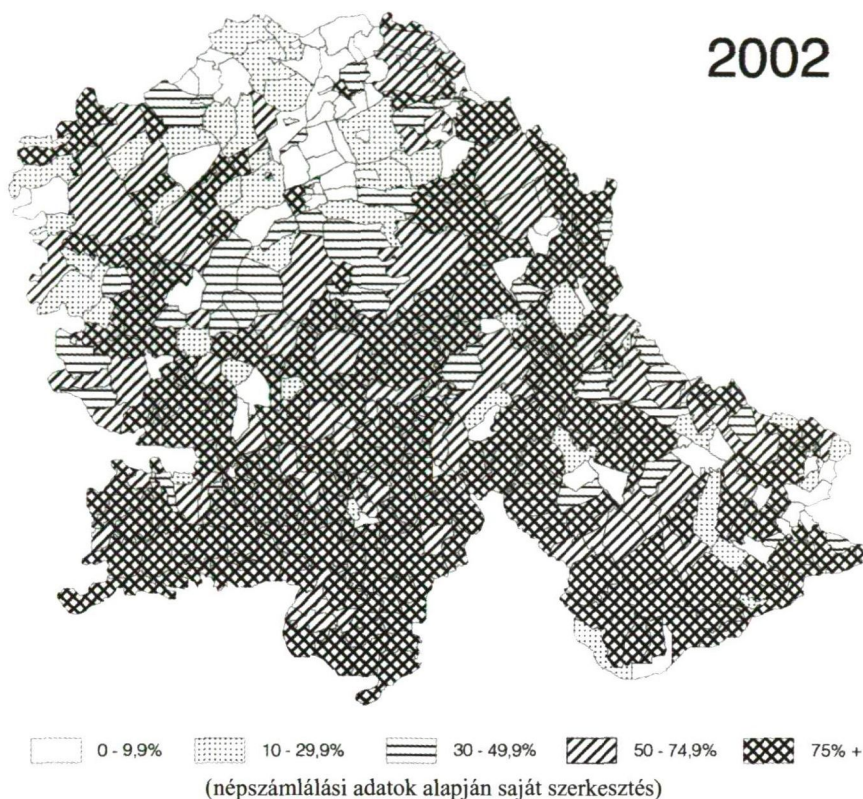 2002
0 - 9,9% 10 - 29,9% 30 - 49,9% 50 - 74,9% 75% +
(népszámlálási adatok alapján saját szerkesztés)